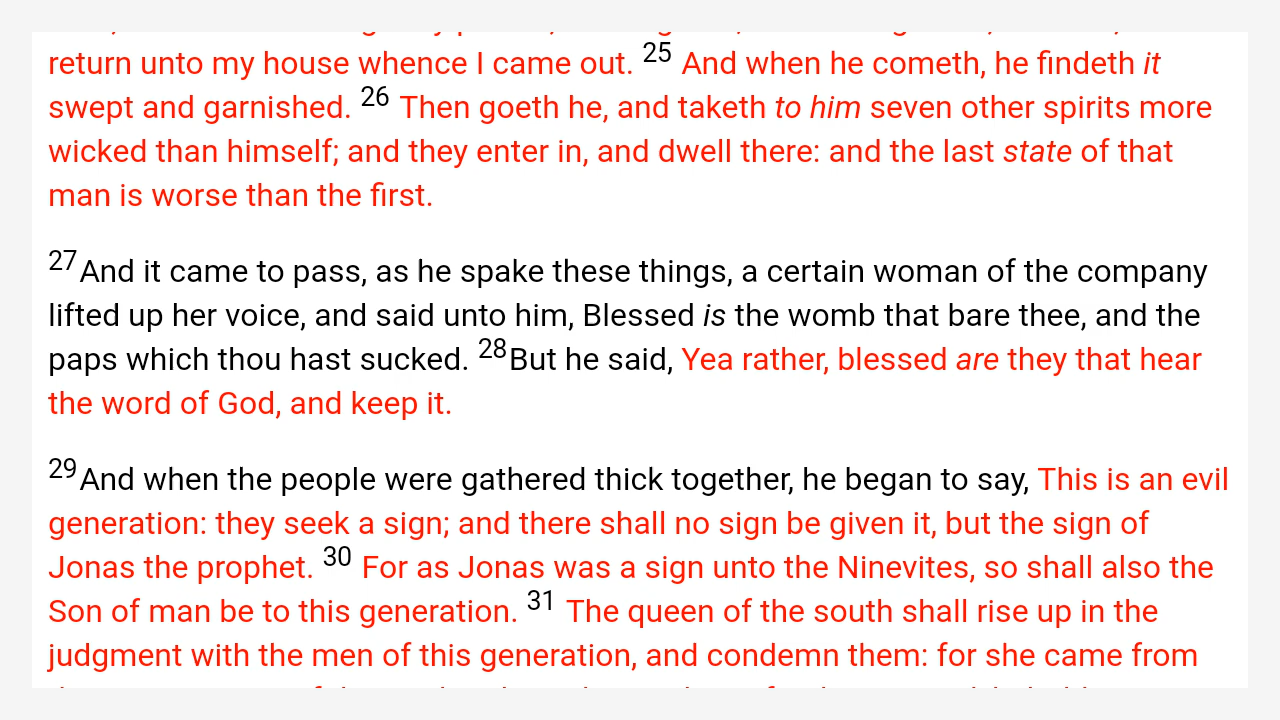 return unto my house whence I came out. 25 And when he cometh, he findeth it
swept and garnished. 26 Then goeth he, and taketh to him seven other spirits more
wicked than himself; and they enter in, and dwell there: and the last state of that
man is worse than the first.
27And it came to pass, as he spake these things, a certain woman of the company
lifted up her voice, and said unto him, Blessed is the womb that bare thee, and the
paps which thou hast sucked. 28But he said, Yea rather, blessed are they that hear
the word of God, and keep it.
29And when the people were gathered thick together, he began to say, This is an evil
generation: they seek a sign; and there shall no sign be given it, but the sign of
Jonas the prophet. 30 For as Jonas was a sign unto the Ninevites, so shall also the
Son of man be to this generation. 31 The queen of the south shall rise up in the
judgment with the men of this generation, and condemn them: for she came from